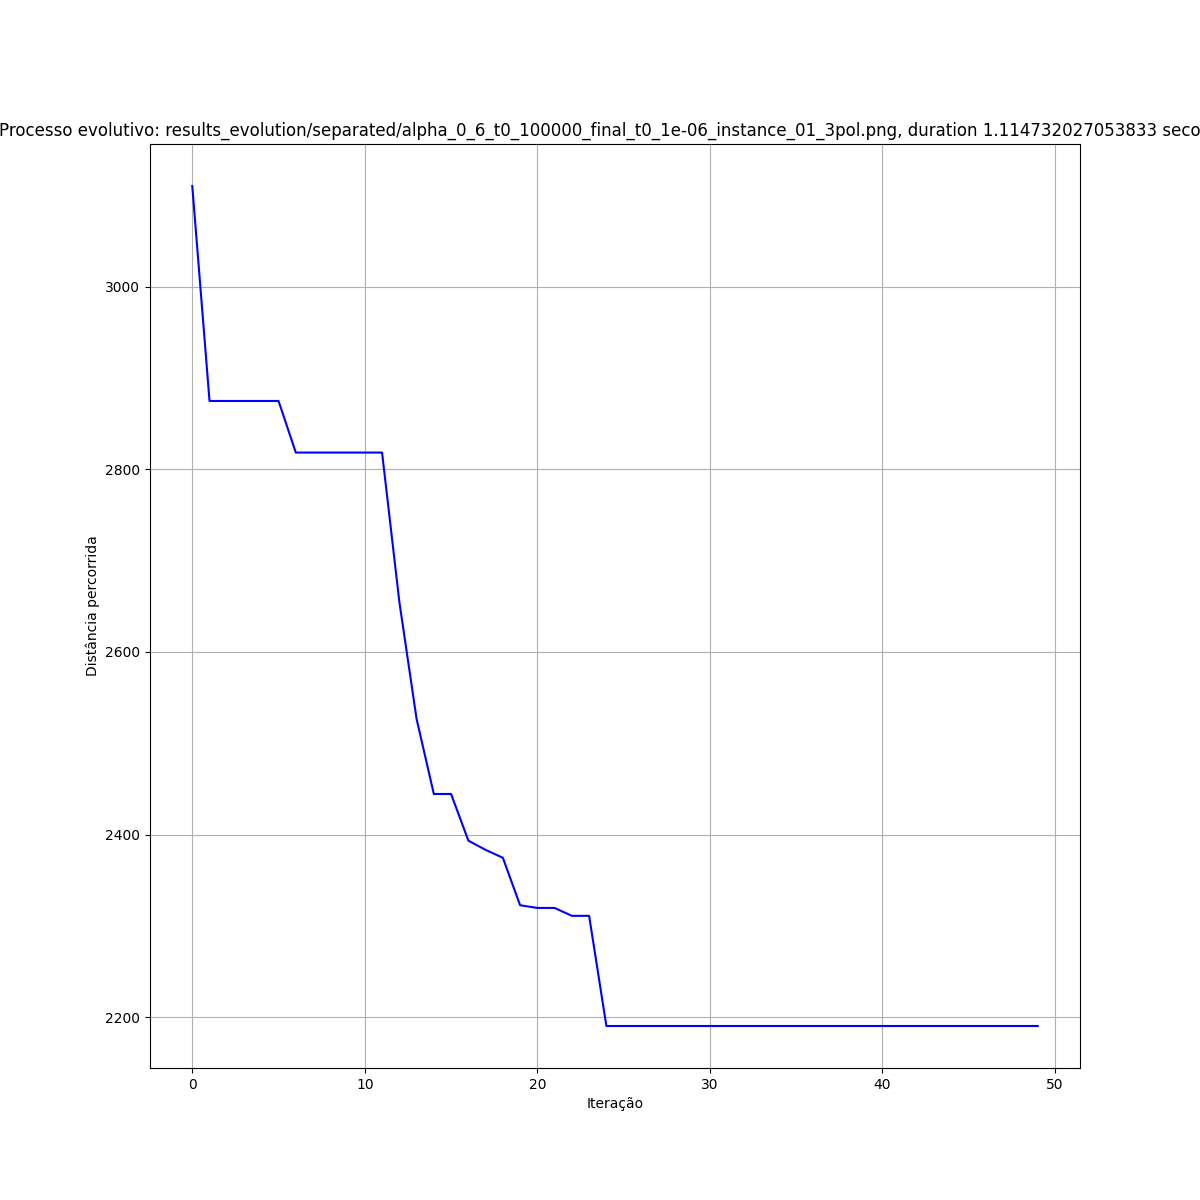 Processo evolutivo: results_evolution/separated/alpha_0_6_t0_100000_final_t0_1e-06_instance_01_3pol.png, duration 1.114732027053833 seco
3000
2800
2600
2400
2200
Distância percorrida
0 10 20 30 40 50
Iteração